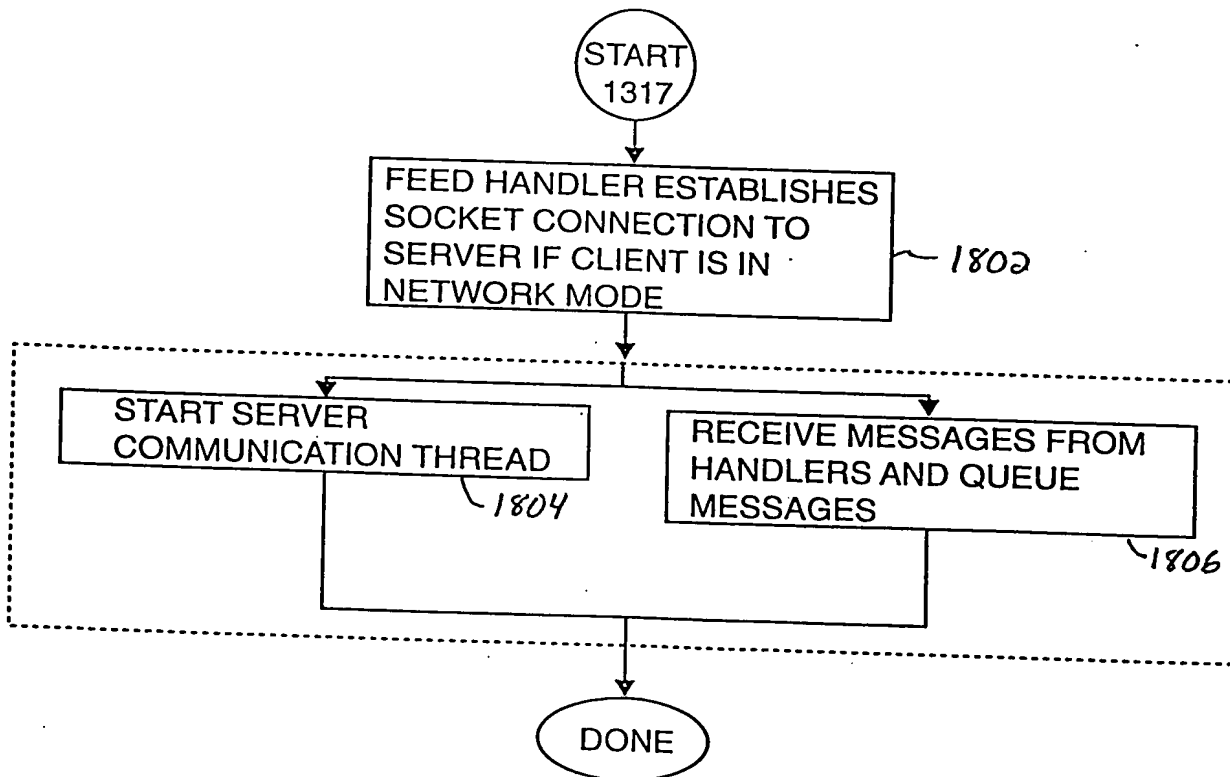 START
1317
FEED HANDLER ESTABLISHES
SOCKET CONNECTION TO
SERVER IF CLIENT IS IN
NETWORK MODE
1802
START SERVER
COMMUNICATION THREAD
1804
RECEIVE MESSAGES FROM
HANDLERS AND QUEUE
MESSAGES
1806
DONE